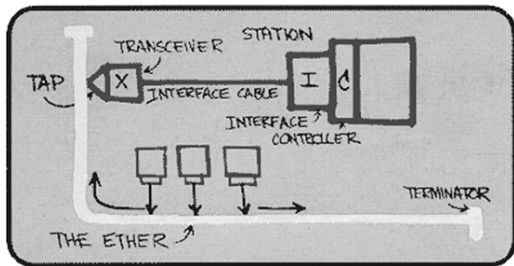 STATION
TRANSCEIVER
TAP
X
I
C
INTERFACE CABLE
INTERFACE
CONTROLLER
TERMINATOR
THE ETHER